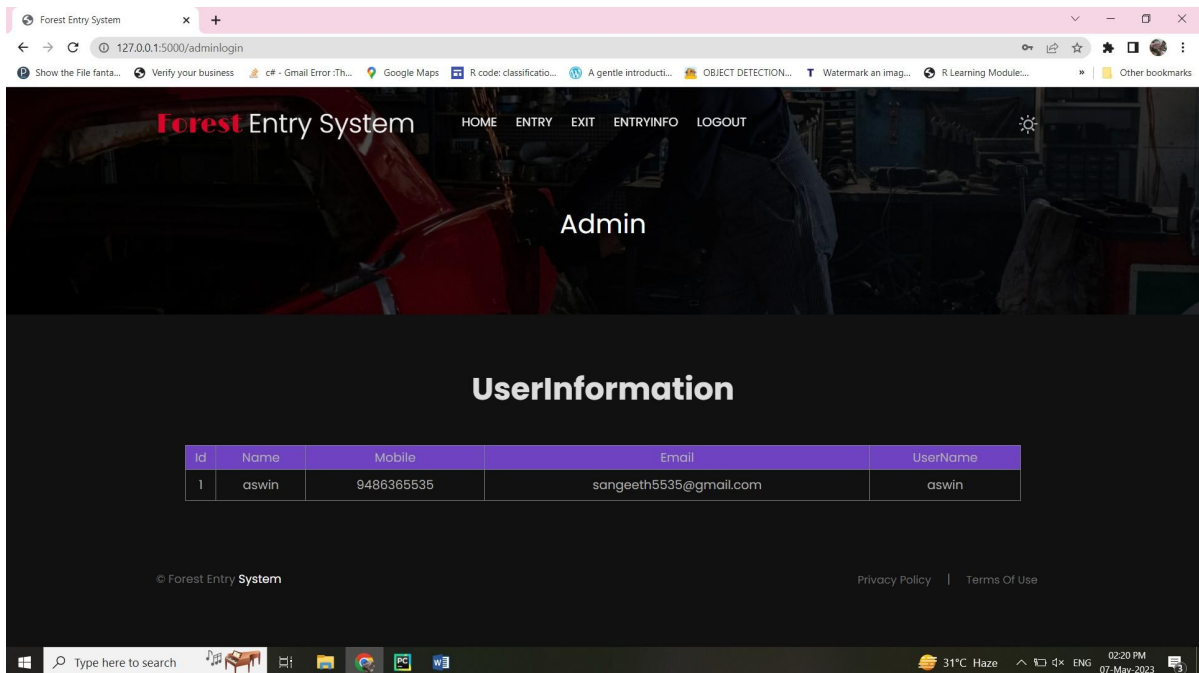 Forest Entry System
127.0.0.1:5000/adminlogin
Show the File fanta... Verify your business c# - Gmail Error :Th... Google Maps R code: classificatio... A gentle introducti... OBJECT DETECTION... Watermark an imag... R Learning Module:... » Other bookmarks
Forest Entry System HOME ENTRY EXIT ENTRYINFO LOGOUT
Admin
UserInformation
Id Name Mobile Email UserName
1 aswin 9486365535 sangeeth5535@gmail.com aswin
© Forest Entry System Privacy Policy | Terms Of Use
Type here to search 31°C Haze ENG 02:20 PM
07-May-2023 3